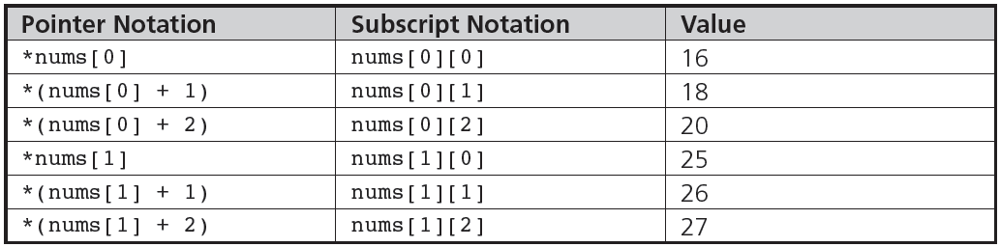 Pointer Notation Subscript Notation Value
*nums[0] nums[0][0] 16
*(nums[0] + 1) nums[0][1] 18
*(nums[0] + 2) nums[0][2] 20
*nums[1] nums[1][0] 25
*(nums[1] + 1) nums[1][1] 26
*(nums[1] + 2) nums[1][2] 27